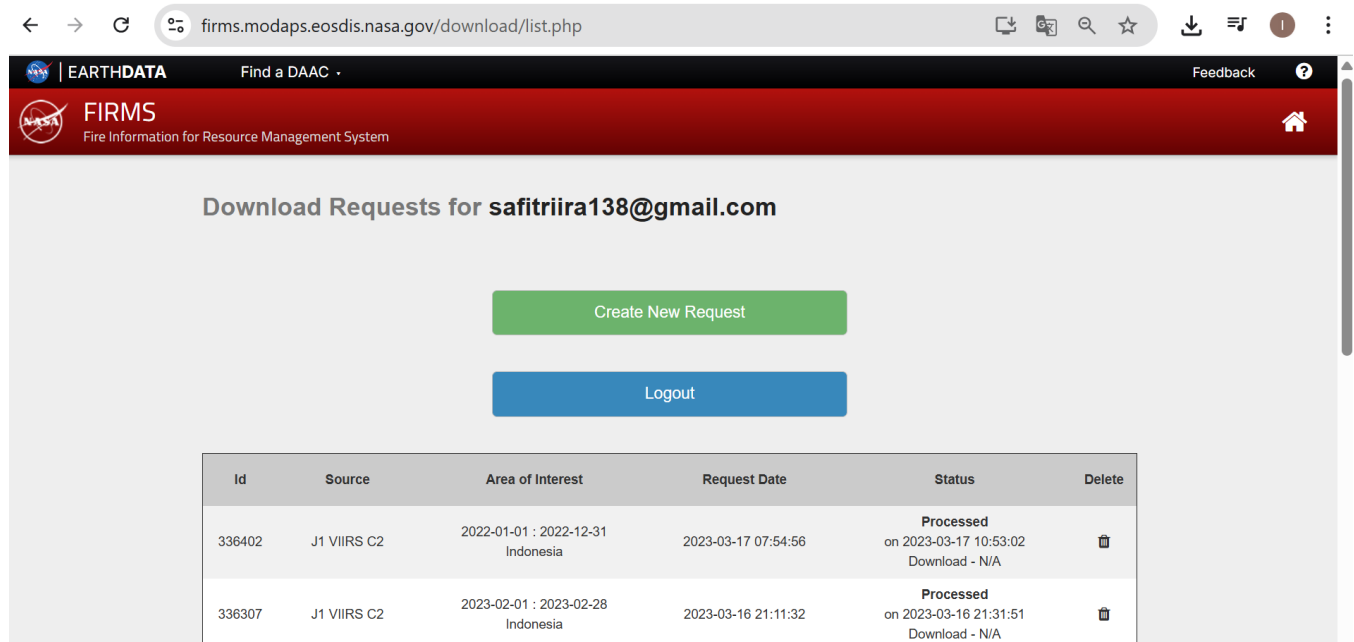 firms.modaps.eosdis.nasa.gov/download/list.php
I
NASA EARTHDATA Find a DAAC Feedback ?
NASA FIRMS
Fire Information for Resource Management System
Download Requests for safitriira138@gmail.com
Create New Request
Logout
Id Source Area of Interest Request Date Status Delete
336402 J1 VIIRS C2 2022-01-01 : 2022-12-31 Indonesia 2023-03-17 07:54:56 Processed on 2023-03-17 10:53:02 Download - N/A
336307 J1 VIIRS C2 2023-02-01 : 2023-02-28 Indonesia 2023-03-16 21:11:32 Processed on 2023-03-16 21:31:51 Download - N/A